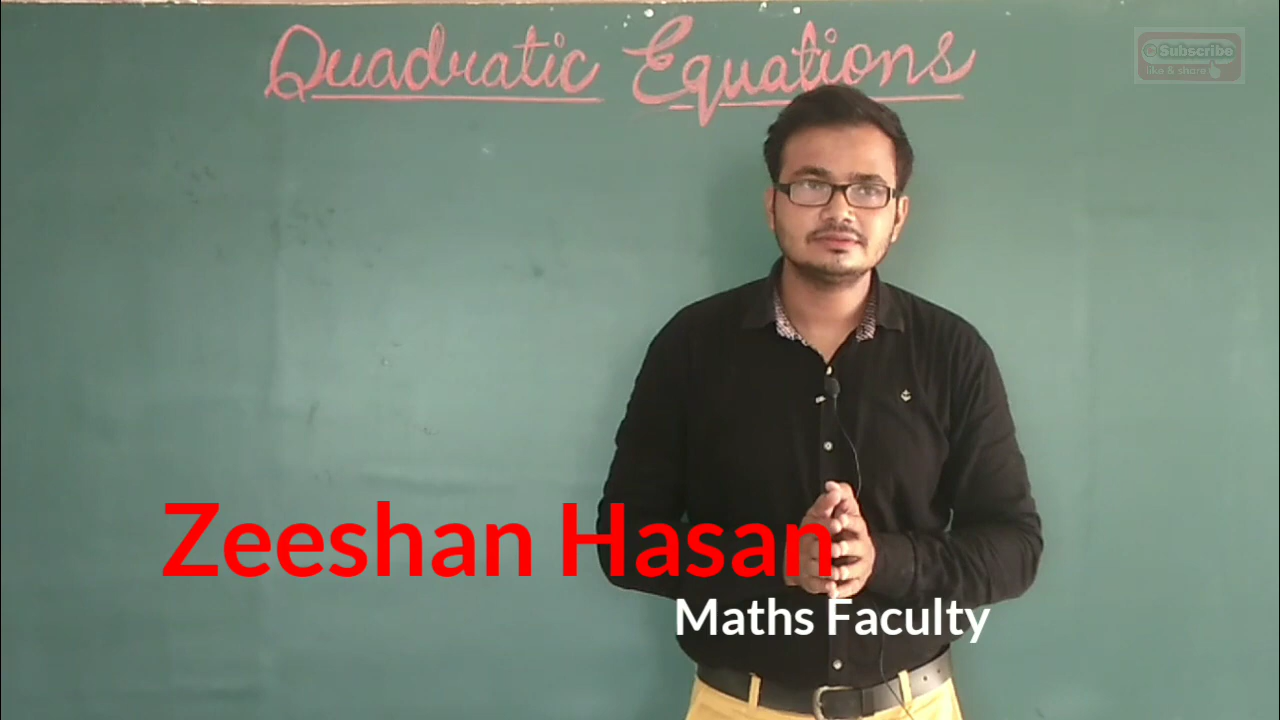 Quadratic Equations
Subscribe
like & share
Zeeshan Hasan
Maths Faculty